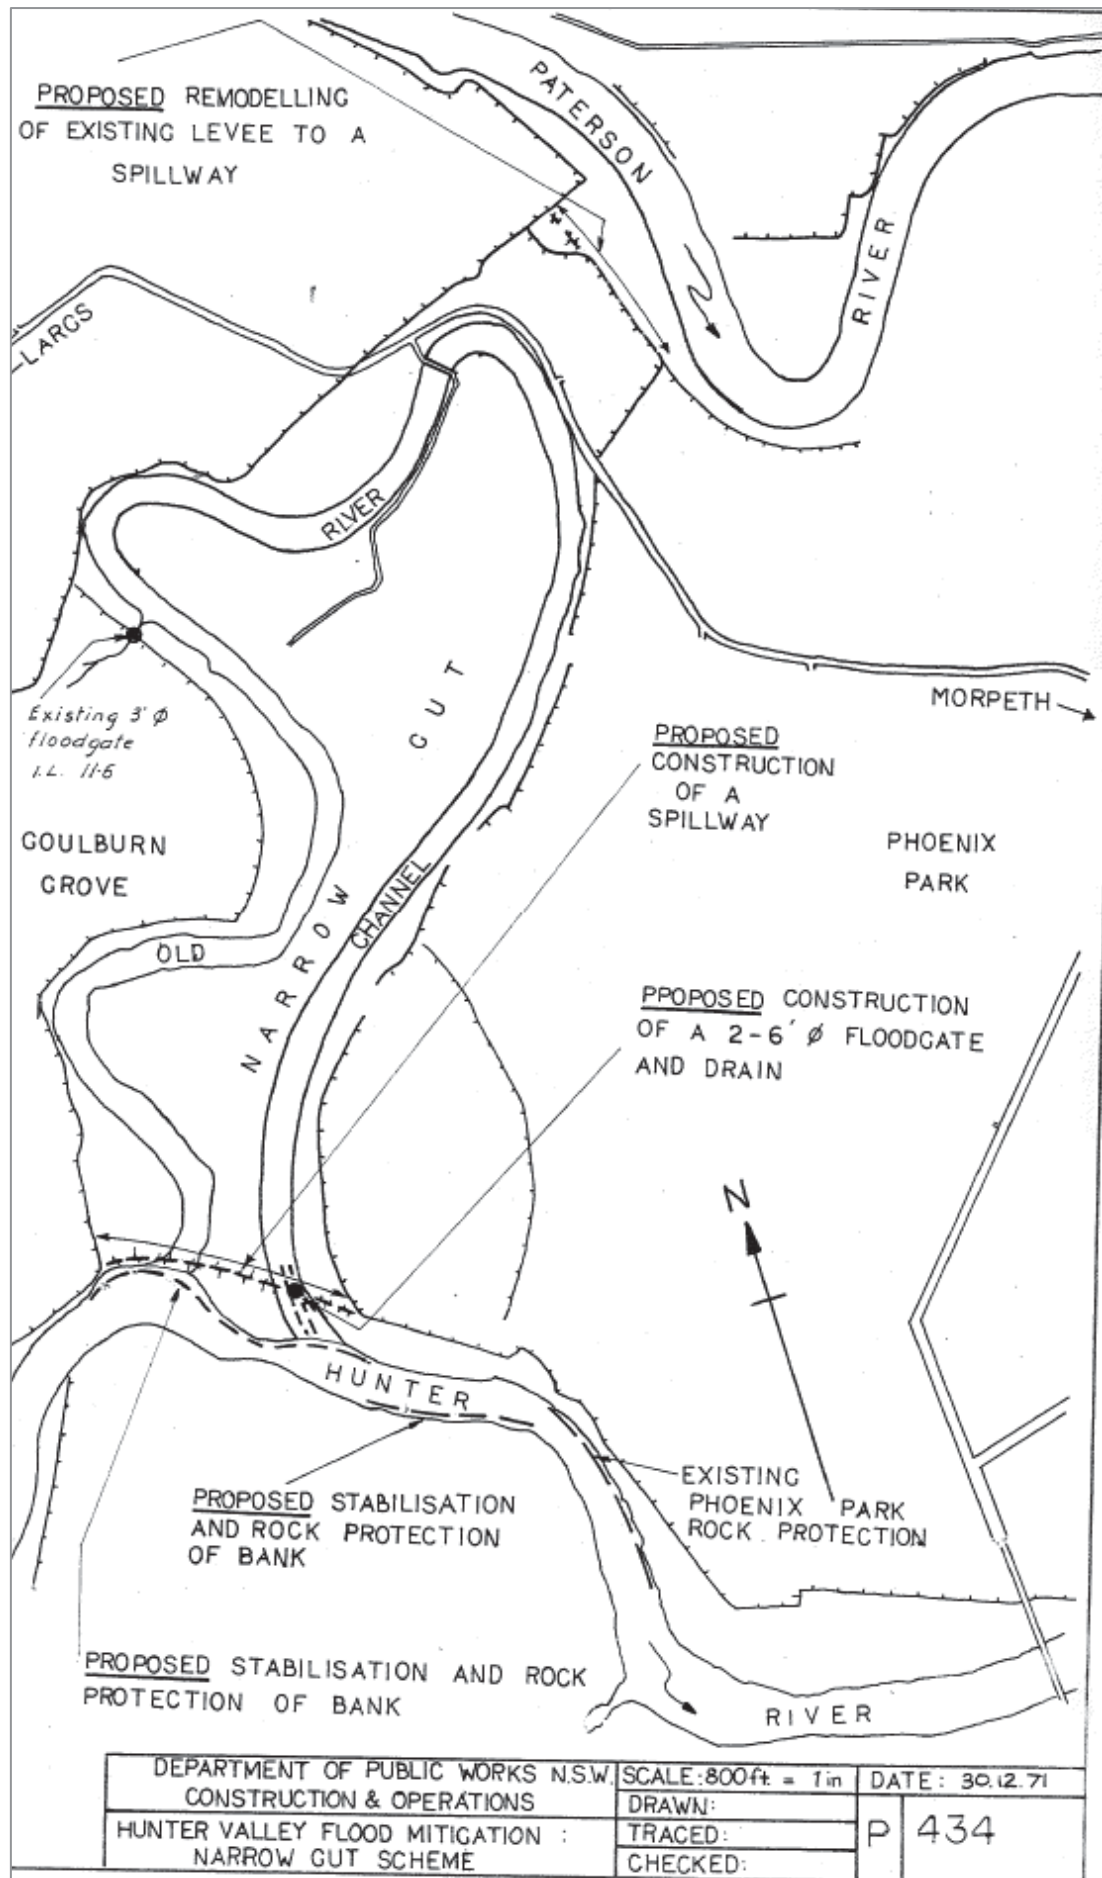 PROPOSED REMODELLING
OF EXISTING LEVEE TO A
SPILLWAY
PATERSON
RIVER
LARGS
RIVER
Existing 3' ø
floodgate
I.L. 11.6
GUT
MORPETH
PROPOSED
CONSTRUCTION
OF A
SPILLWAY
GOULBURN
GROVE
PHOENIX
PARK
NARROW
CHANNEL
OLD
PPOPOSED CONSTRUCTION
OF A 2-6' ø FLOODGATE
AND DRAIN
N
HUNTER
EXISTING
PHOENIX PARK
ROCK PROTECTION
PROPOSED STABILISATION
AND ROCK PROTECTION
OF BANK
PROPOSED STABILISATION AND ROCK
PROTECTION OF BANK
RIVER
DEPARTMENT OF PUBLIC WORKS N.S.W.
CONSTRUCTION & OPERATIONS
HUNTER VALLEY FLOOD MITIGATION :
NARROW GUT SCHEME
SCALE: 800ft. = 1in
DRAWN:
TRACED:
CHECKED:
DATE: 30.12.71
P 434